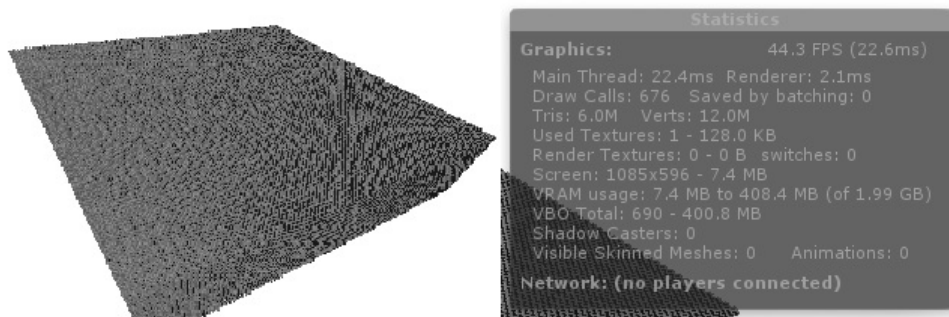 Statistics
Graphics: 44.3 FPS (22.6ms)
Main Thread: 22.4ms Renderer: 2.1ms
Draw Calls: 676 Saved by batching: 0
Tris: 6.0M Verts: 12.0M
Used Textures: 1 - 128.0 KB
Render Textures: 0 - 0 B switches: 0
Screen: 1085x596 - 7.4 MB
VRAM usage: 7.4 MB to 408.4 MB (of 1.99 GB)
VBO Total: 690 - 400.8 MB
Shadow Casters: 0
Visible Skinned Meshes: 0 Animations: 0
Network: (no players connected)